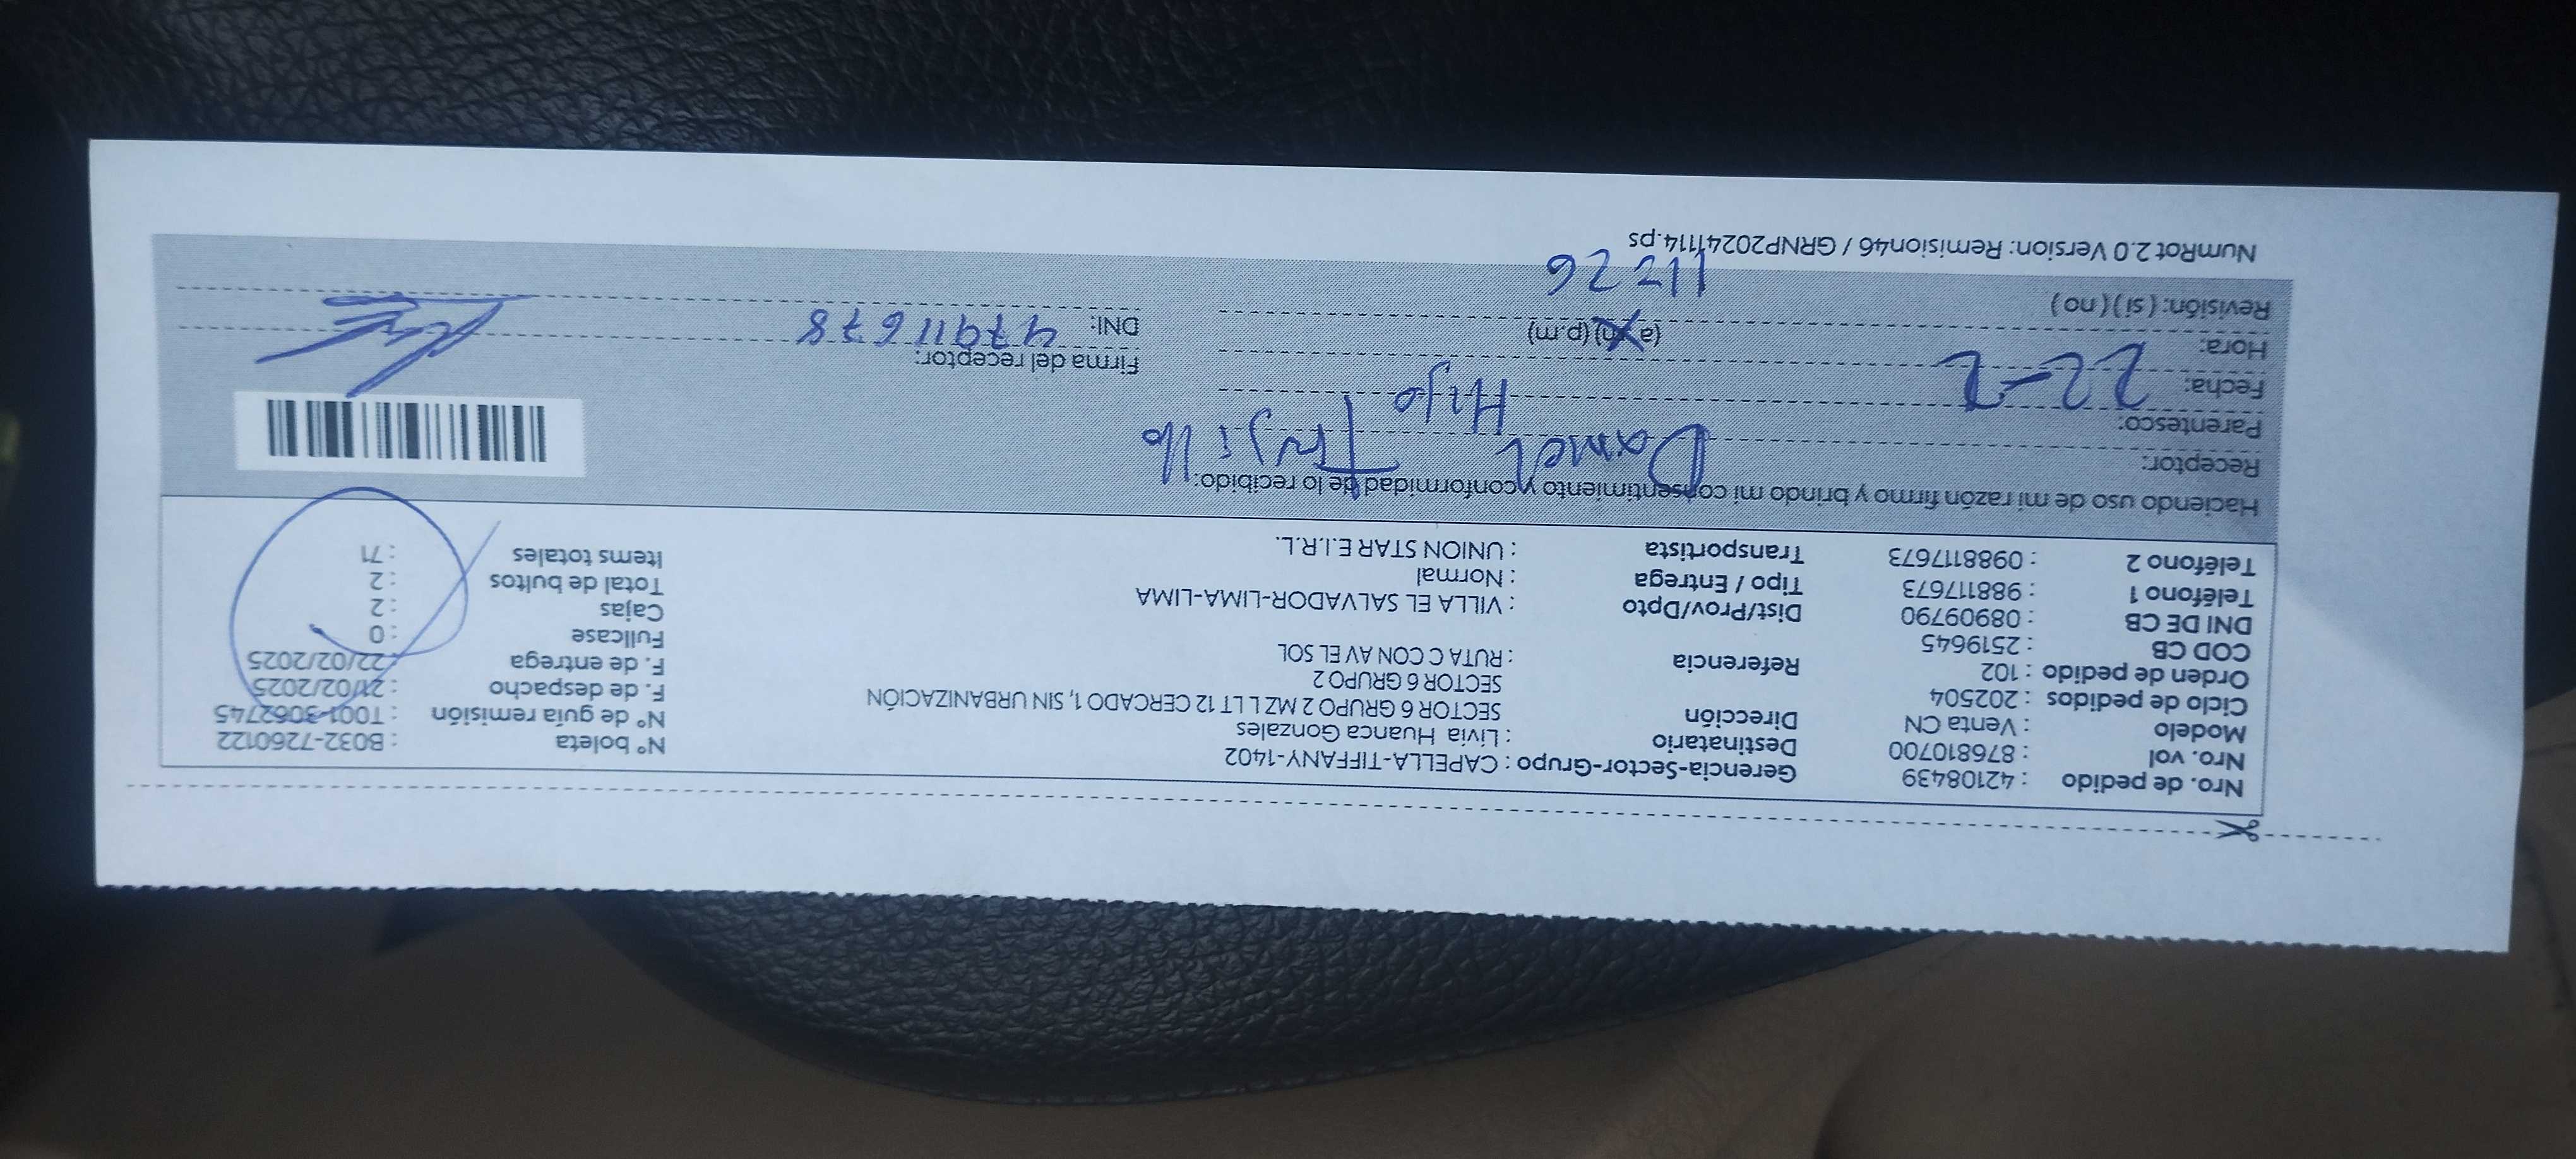 Nro. de pedido : 42108439 Gerencia-Sector-Grupo : CAPELLA-TIFFANY-1402 N° boleta : B032-7260122
Nro. vol : 876810700 Destinatario : Livia Huanca Gonzales N° de guía remisión : T001-3062745
Modelo : Venta CN Dirección SECTOR 6 GRUPO 2 MZ L LT 12 CERCADO 1, SIN URBANIZACIÓN F. de despacho : 21/02/2025
Ciclo de pedidos : 202504 SECTOR 6 GRUPO 2 F. de entrega : 22/02/2025
Orden de pedido : 102 Referencia : RUTA C CON AV EL SOL Fullcase : 0
COD CB : 2519645 Cajas : 2
DNI DE CB : 08909790 Dist/Prov/Dpto : VILLA EL SALVADOR-LIMA-LIMA Total de bultos : 2
Teléfono 1 : 988117673 Tipo / Entrega : Normal Items totales : 71
Teléfono 2 : 0988117673 Transportista : UNION STAR E.I.R.L.
Haciendo uso de mi razón firmo y brindo mi consentimiento y conformidad de lo recibido:
Receptor: Daniel Trujillo
Parentesco: Hijo
Fecha: 22-2 Firma del receptor:
Hora: (a.m) (p.m) DNI: 47911678
Revisión: ( si ) ( no ) 11:26
NumRot 2.0 Version: Remision46 / GRNP20241114.ps